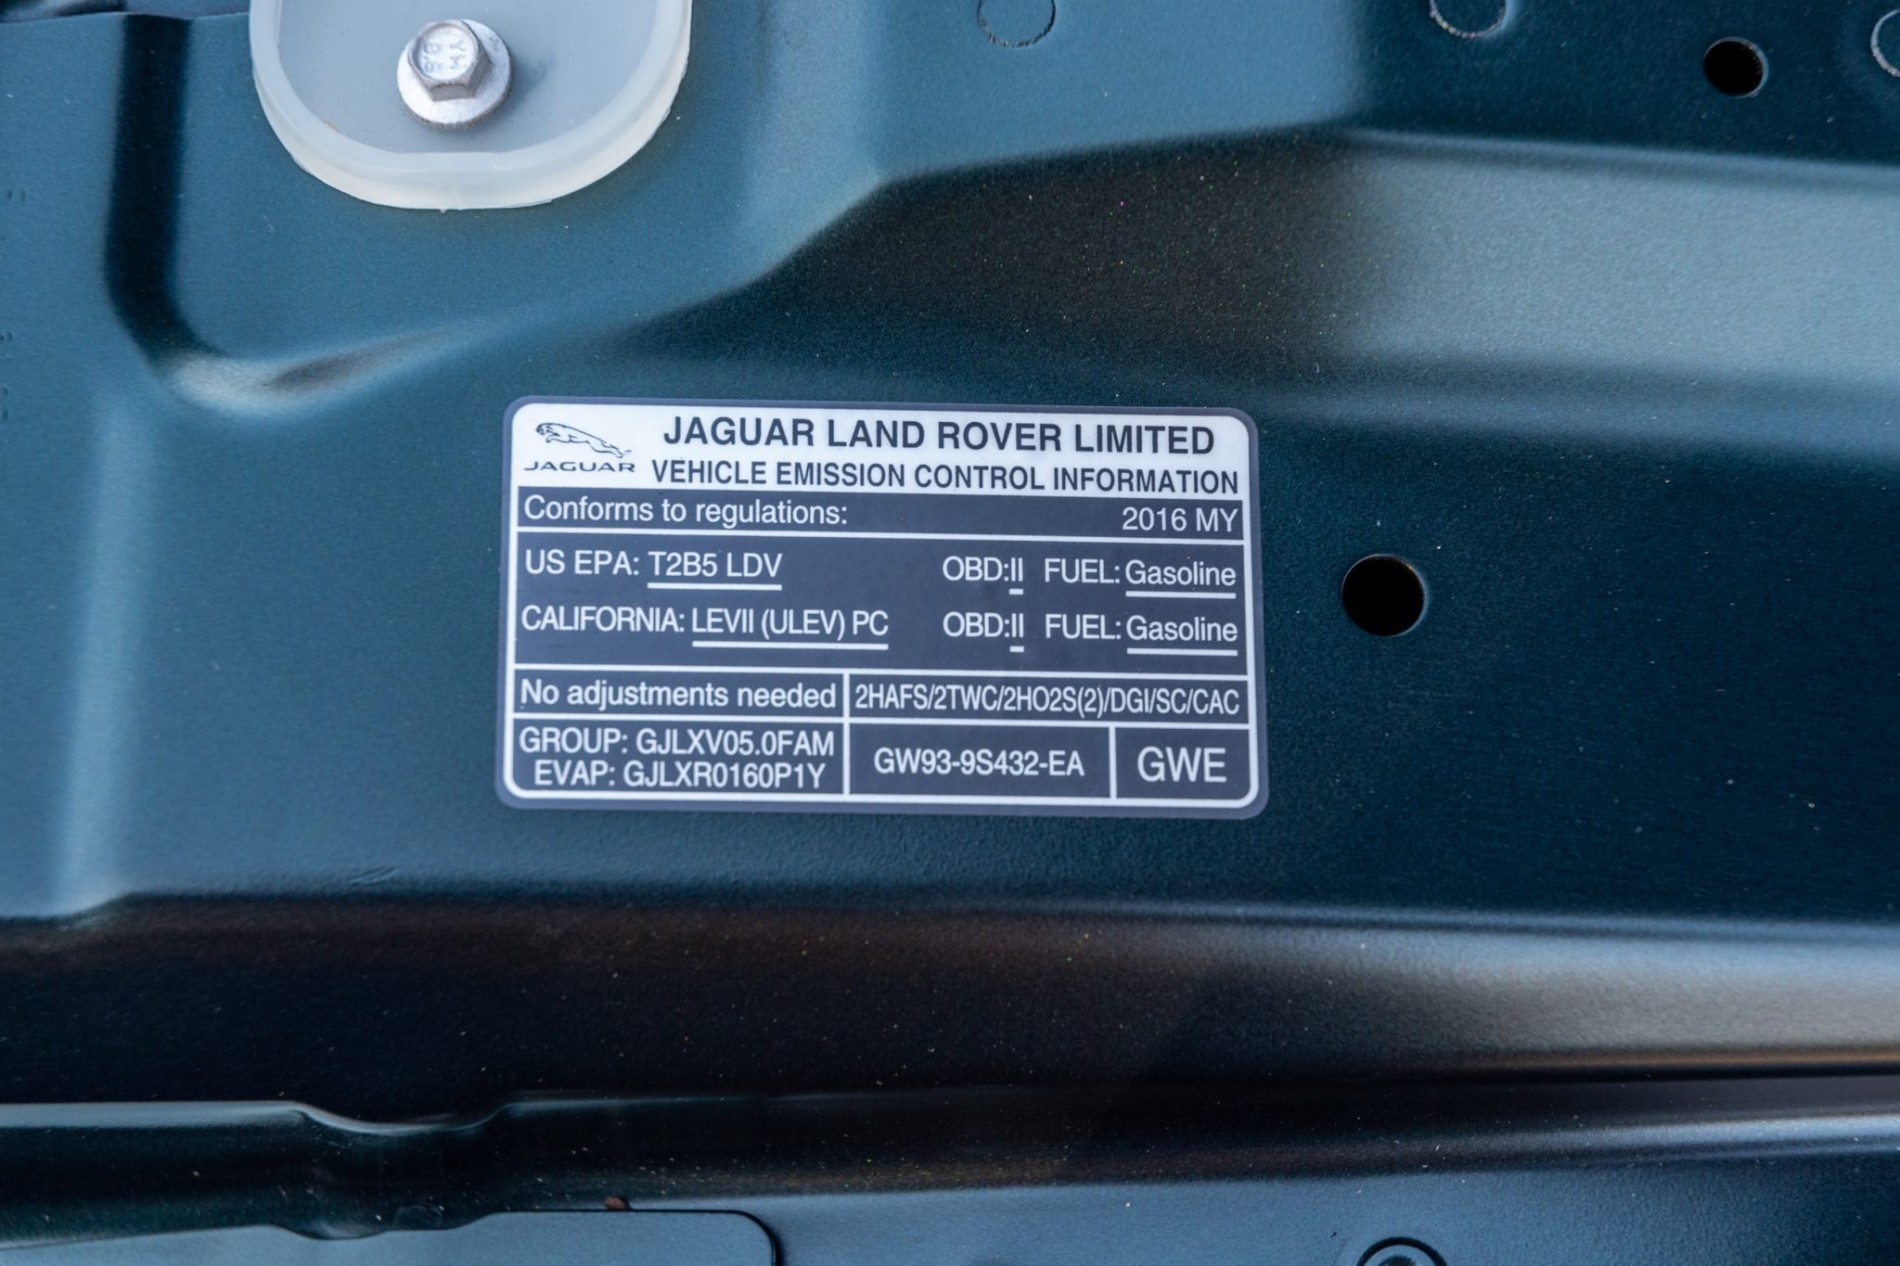 JAGUAR
JAGUAR LAND ROVER LIMITED
VEHICLE EMISSION CONTROL INFORMATION
Conforms to regulations: 2016 MY
US EPA: T2B5 LDV OBD:II FUEL: Gasoline
CALIFORNIA: LEVII (ULEV) PC OBD:II FUEL: Gasoline
No adjustments needed 2HAFS/2TWC/2HO2S(2)/DGI/SC/CAC
GROUP: GJLXV05.0FAM
EVAP: GJLXR0160P1Y
GW93-9S432-EA
GWE